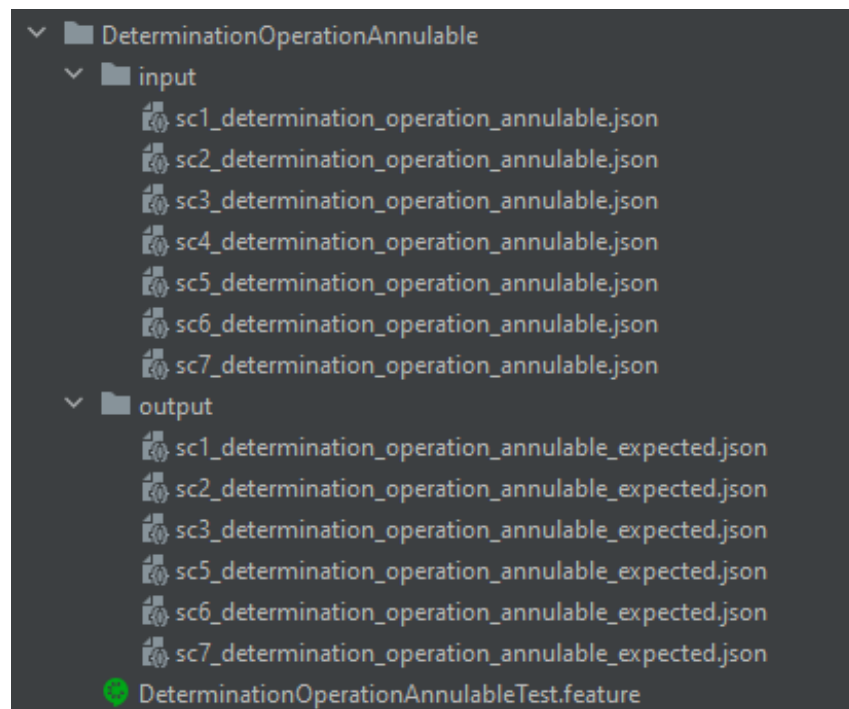 DeterminationOperationAnnulable
input
sc1_determination_operation_annulable.json
sc2_determination_operation_annulable.json
sc3_determination_operation_annulable.json
sc4_determination_operation_annulable.json
sc5_determination_operation_annulable.json
sc6_determination_operation_annulable.json
sc7_determination_operation_annulable.json
output
sc1_determination_operation_annulable_expected.json
sc2_determination_operation_annulable_expected.json
sc3_determination_operation_annulable_expected.json
sc5_determination_operation_annulable_expected.json
sc6_determination_operation_annulable_expected.json
sc7_determination_operation_annulable_expected.json
DeterminationOperationAnnulableTest.feature